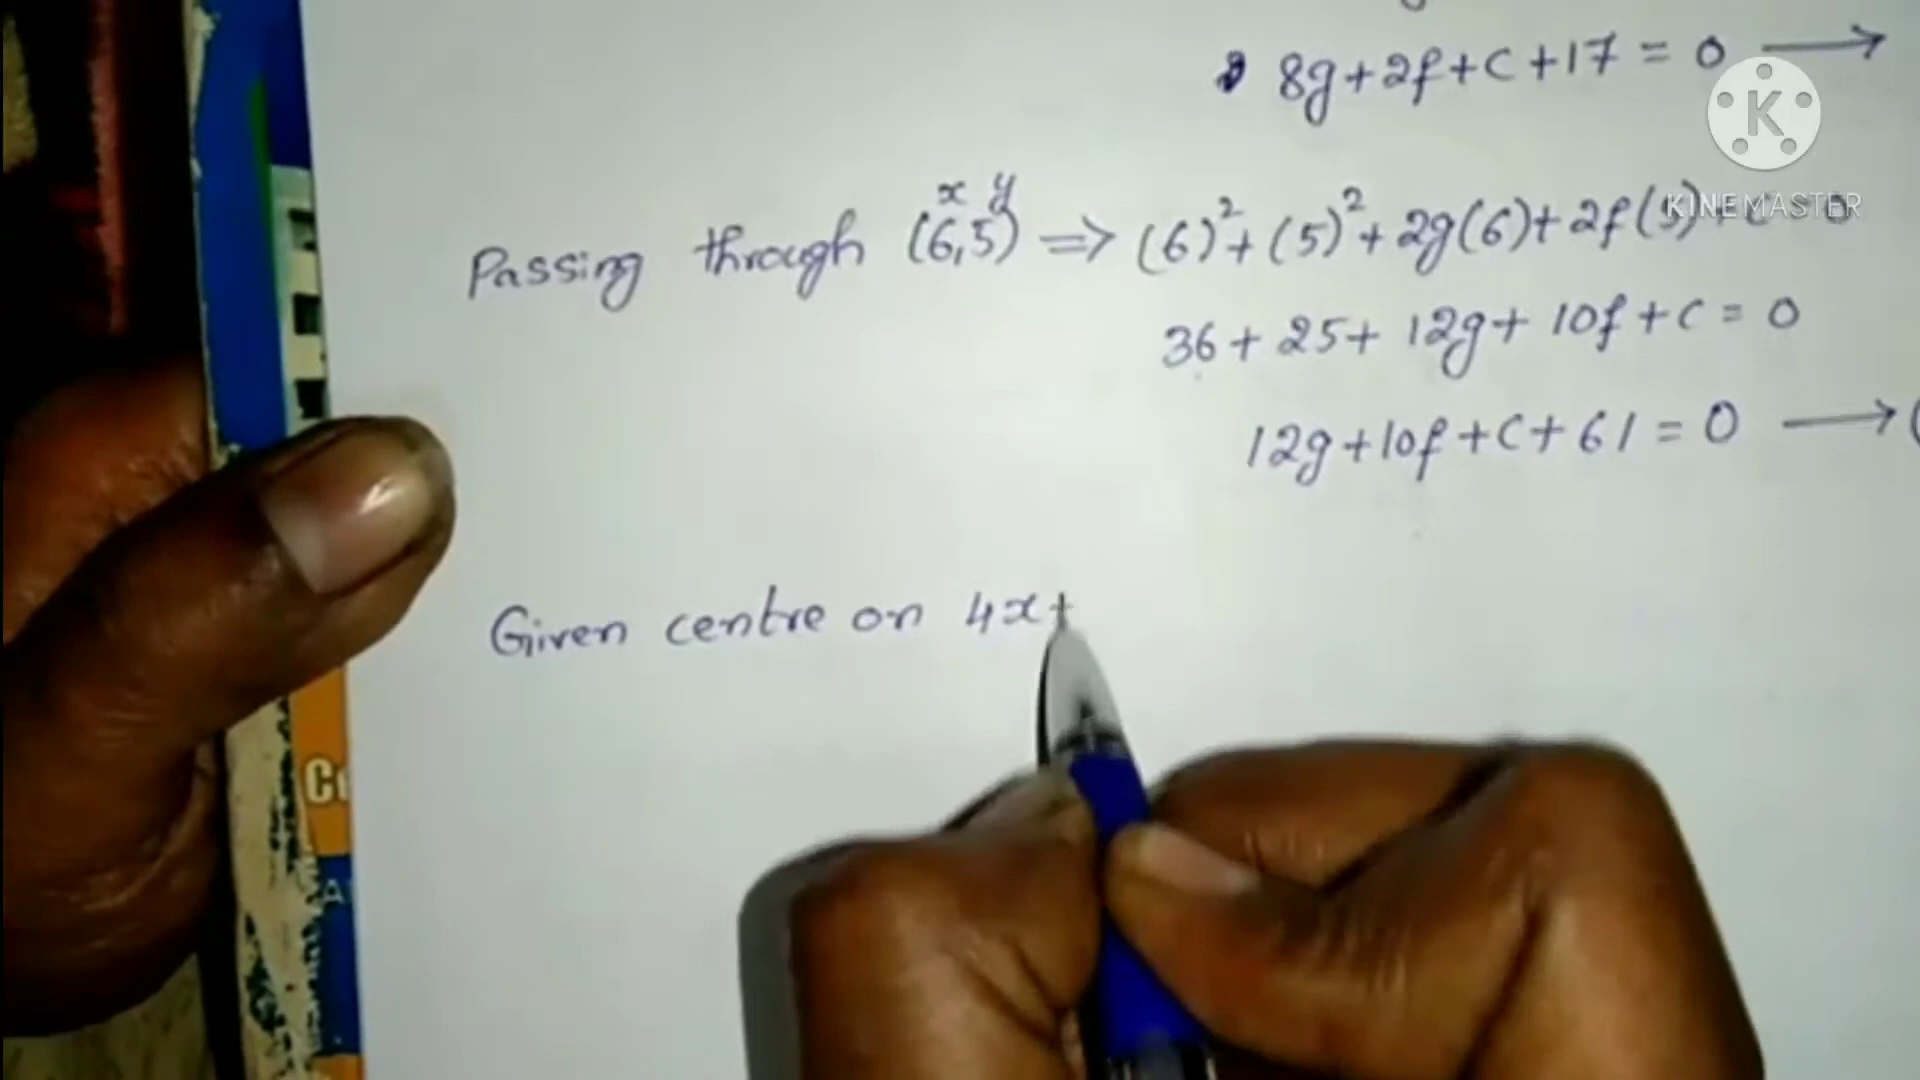 8g+2f+c+17 = 0 ⟶
KINEMASTER
x y
Passing through (6,5) ⇒ (6)²+(5)²+2g(6)+2f(5)+c=0
36+25+12g+10f+c=0
12g+10f+c+61=0 ⟶(
Given centre on 4x+